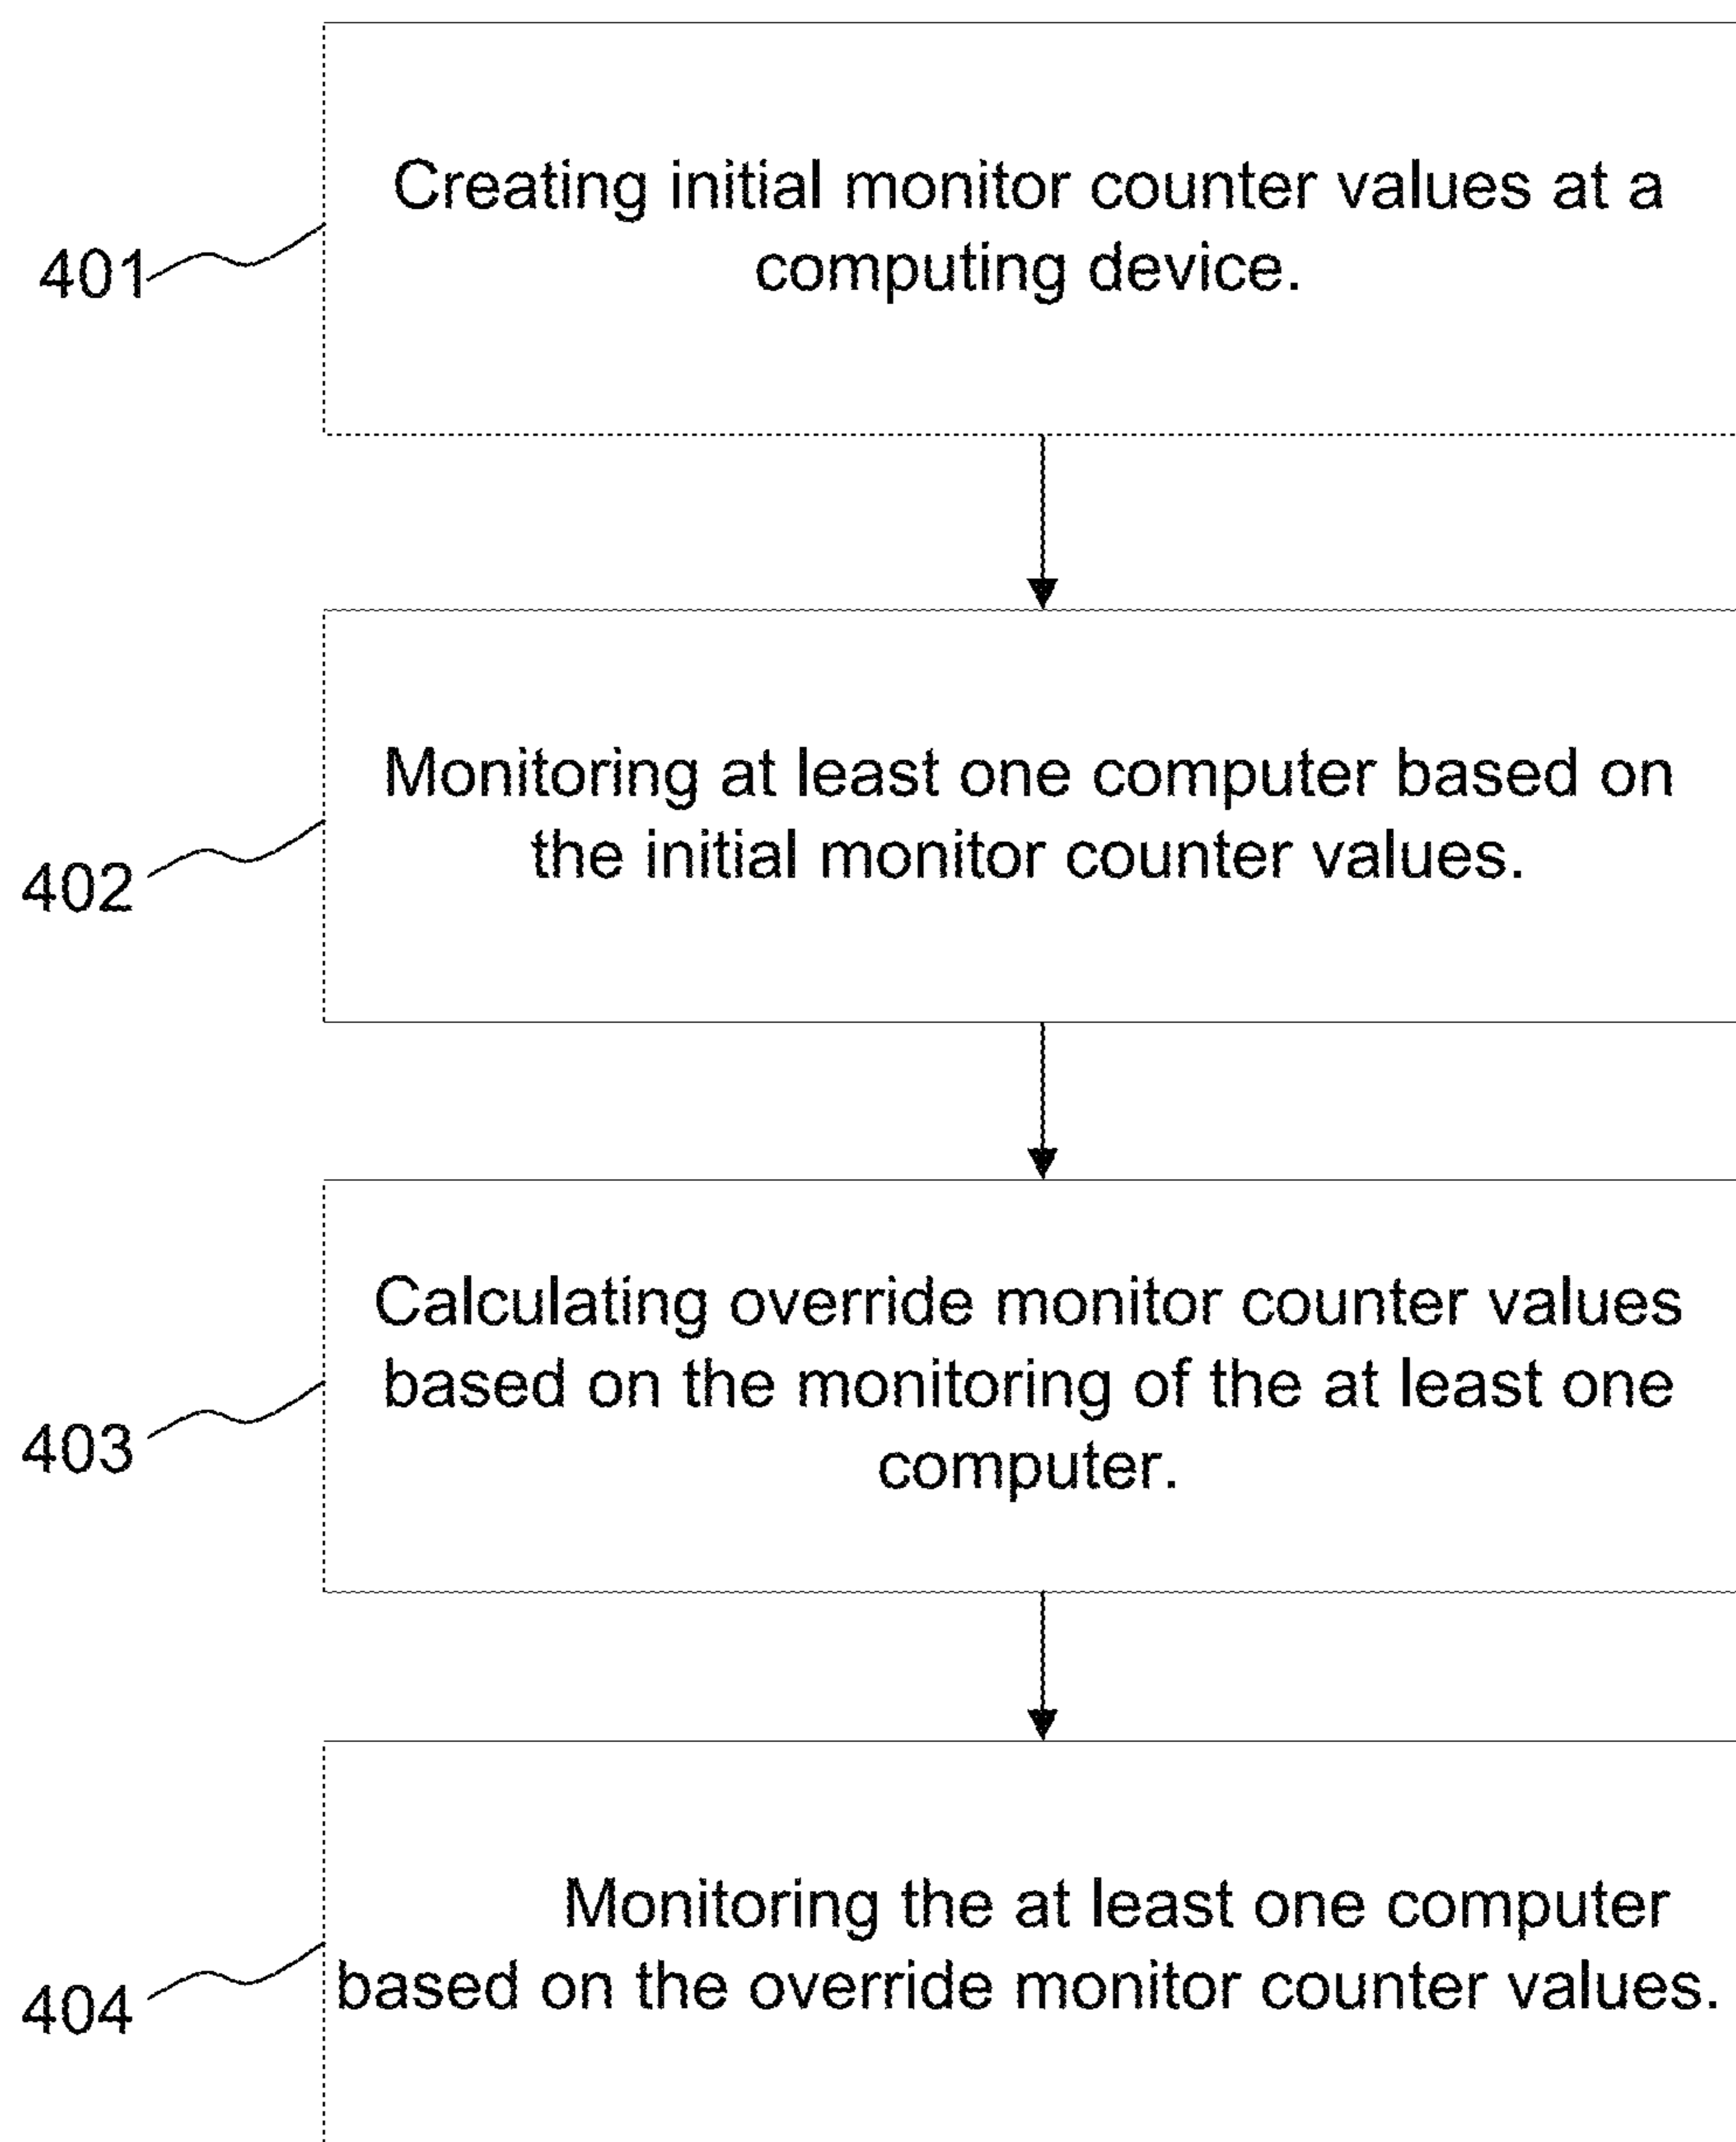 Creating initial monitor counter values at a
computing device.
401
Monitoring at least one computer based on
the initial monitor counter values.
402
Calculating override monitor counter values
based on the monitoring of the at least one
computer.
403
Monitoring the at least one computer
based on the override monitor counter values.
404